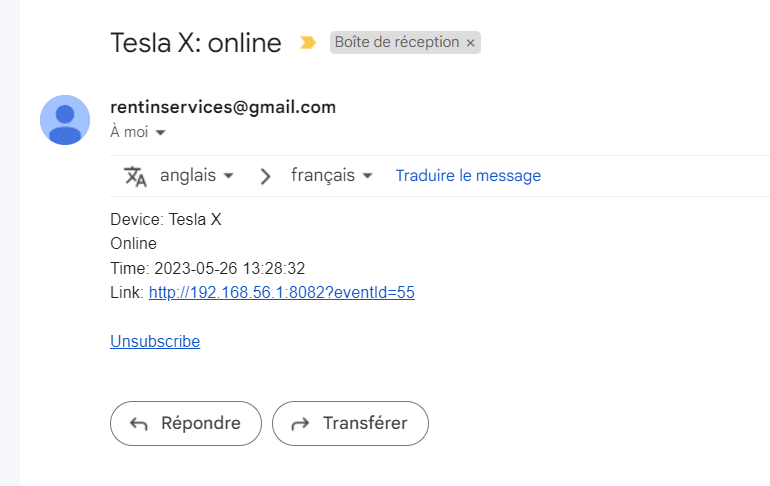 Tesla X: online Boîte de réception ×
rentinservices@gmail.com
À moi
anglais français Traduire le message
Device: Tesla X
Online
Time: 2023-05-26 13:28:32
Link: http://192.168.56.1:8082?eventId=55
Unsubscribe
Répondre Transférer